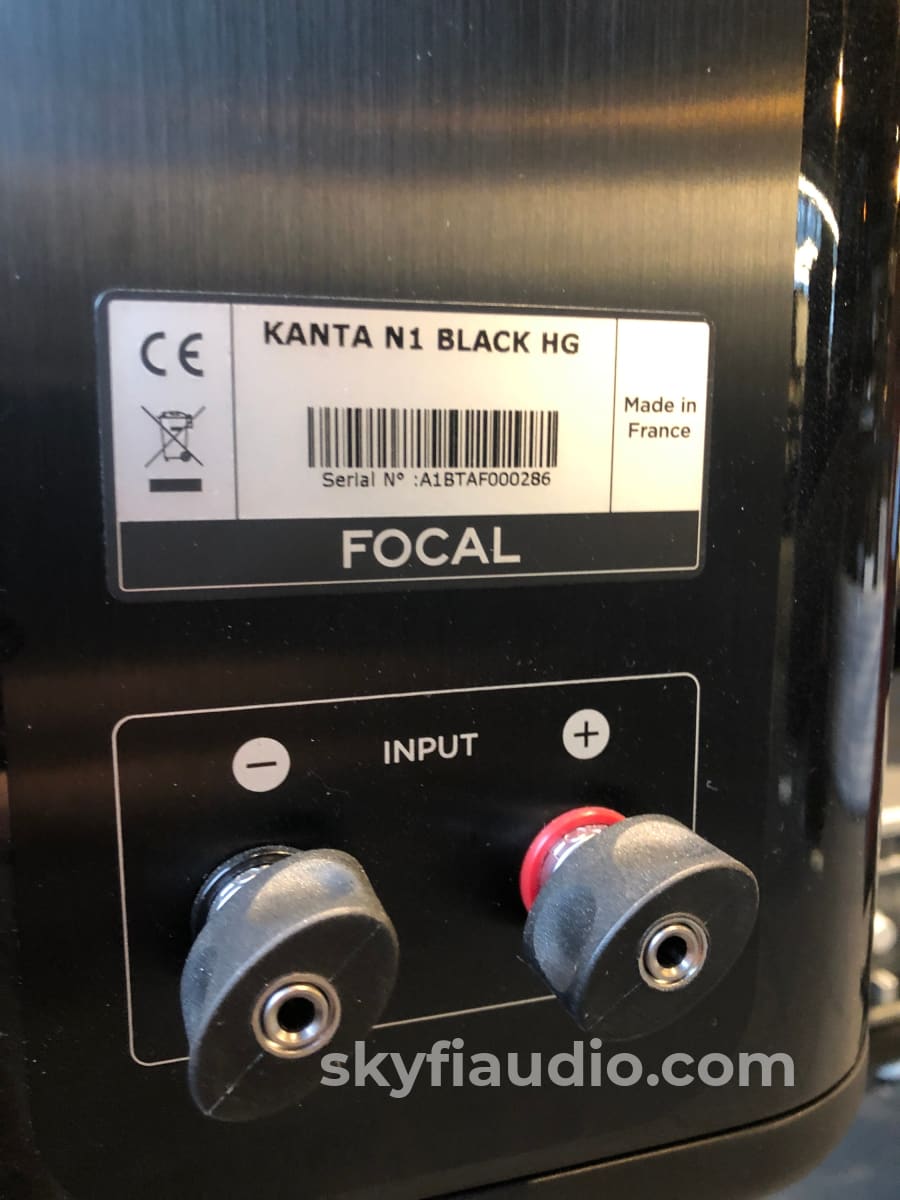 CE
KANTA N1 BLACK HG
Serial N° :A1BTAF000286
Made in
France
FOCAL
− INPUT +
skyfiaudio.com